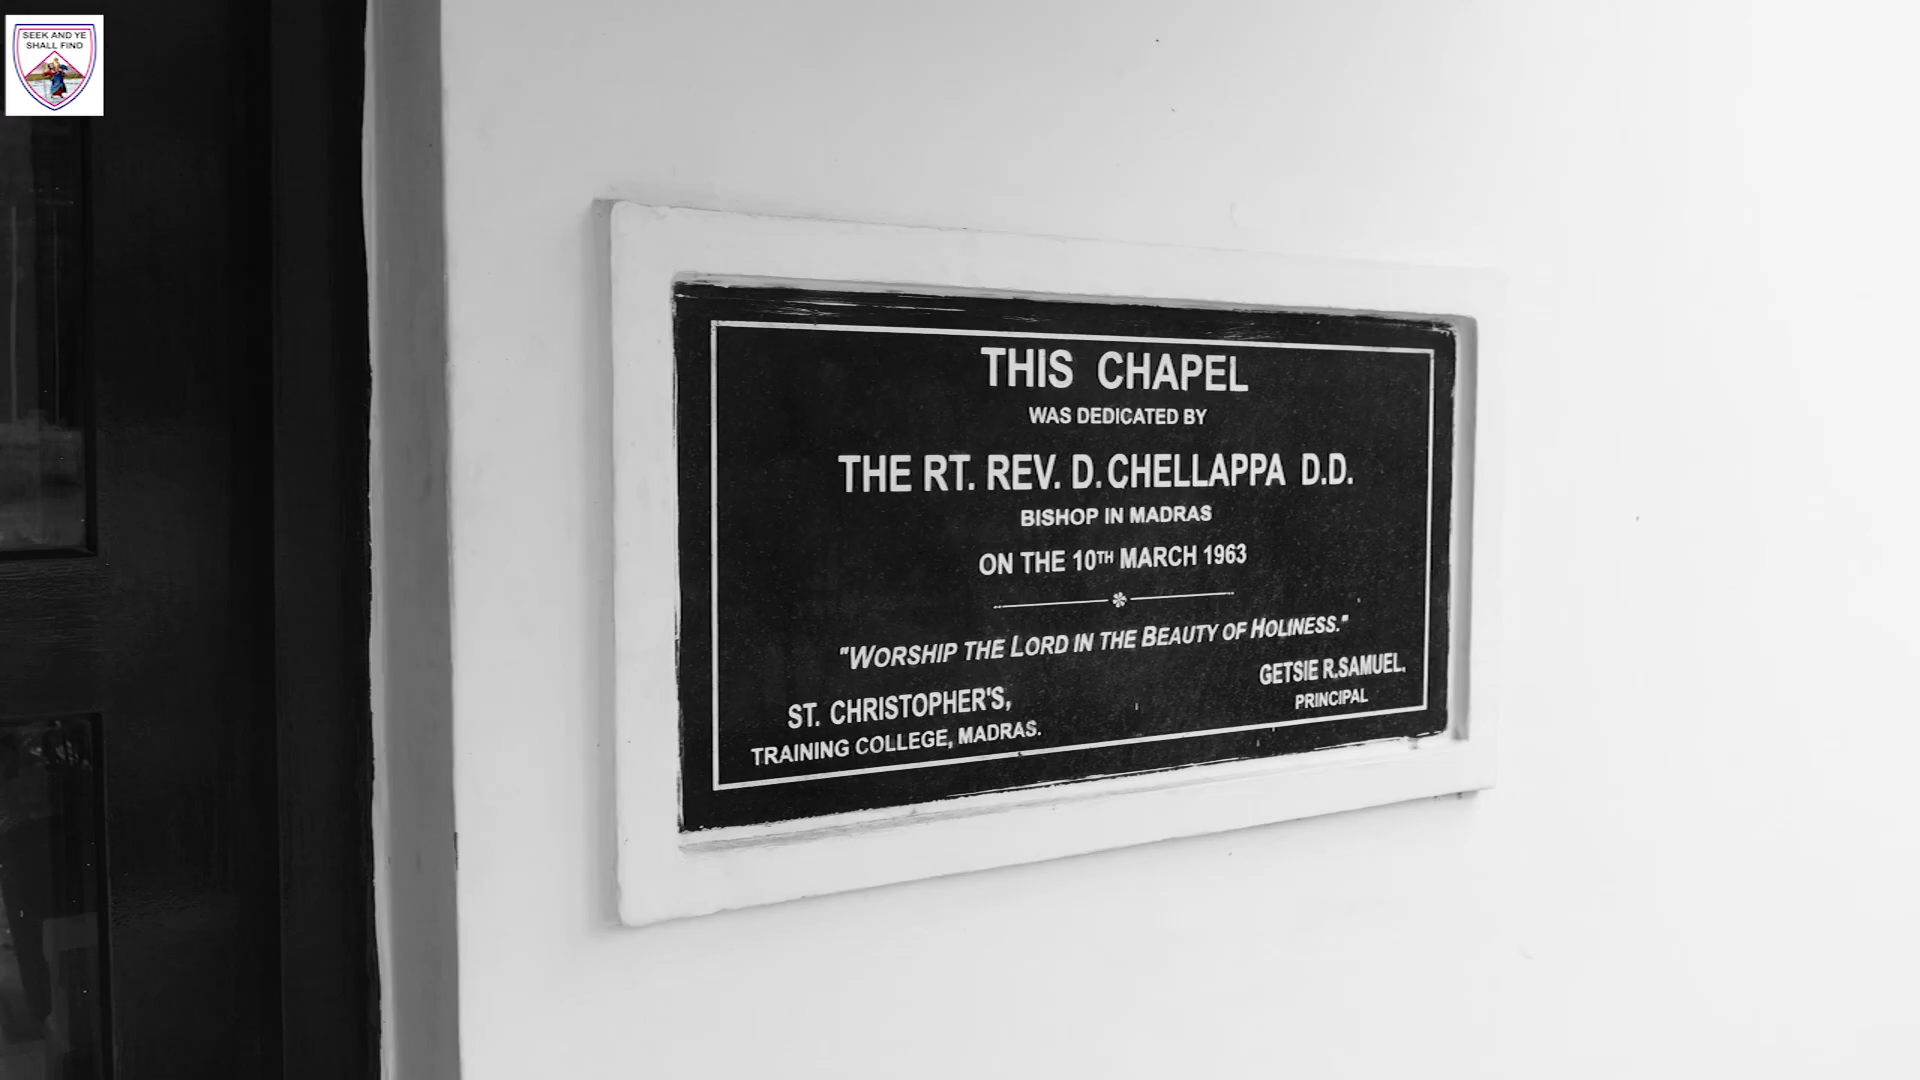 SEEK AND YE
SHALL FIND
THIS CHAPEL
WAS DEDICATED BY
THE RT. REV. D. CHELLAPPA D.D.
BISHOP IN MADRAS
ON THE 10TH MARCH 1963
"WORSHIP THE LORD IN THE BEAUTY OF HOLINESS."
ST. CHRISTOPHER'S,
TRAINING COLLEGE, MADRAS.
GETSIE R.SAMUEL.
PRINCIPAL